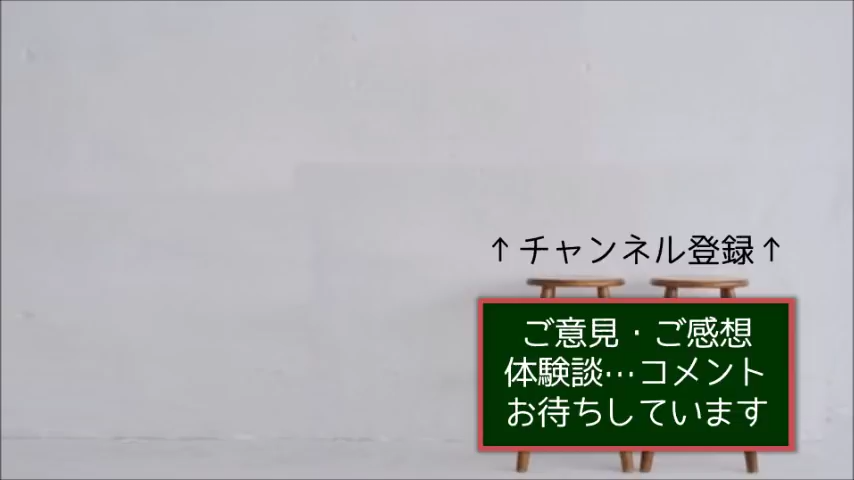 ↑チャンネル登録↑
ご意見・ご感想
体験談…コメント
お待ちしています